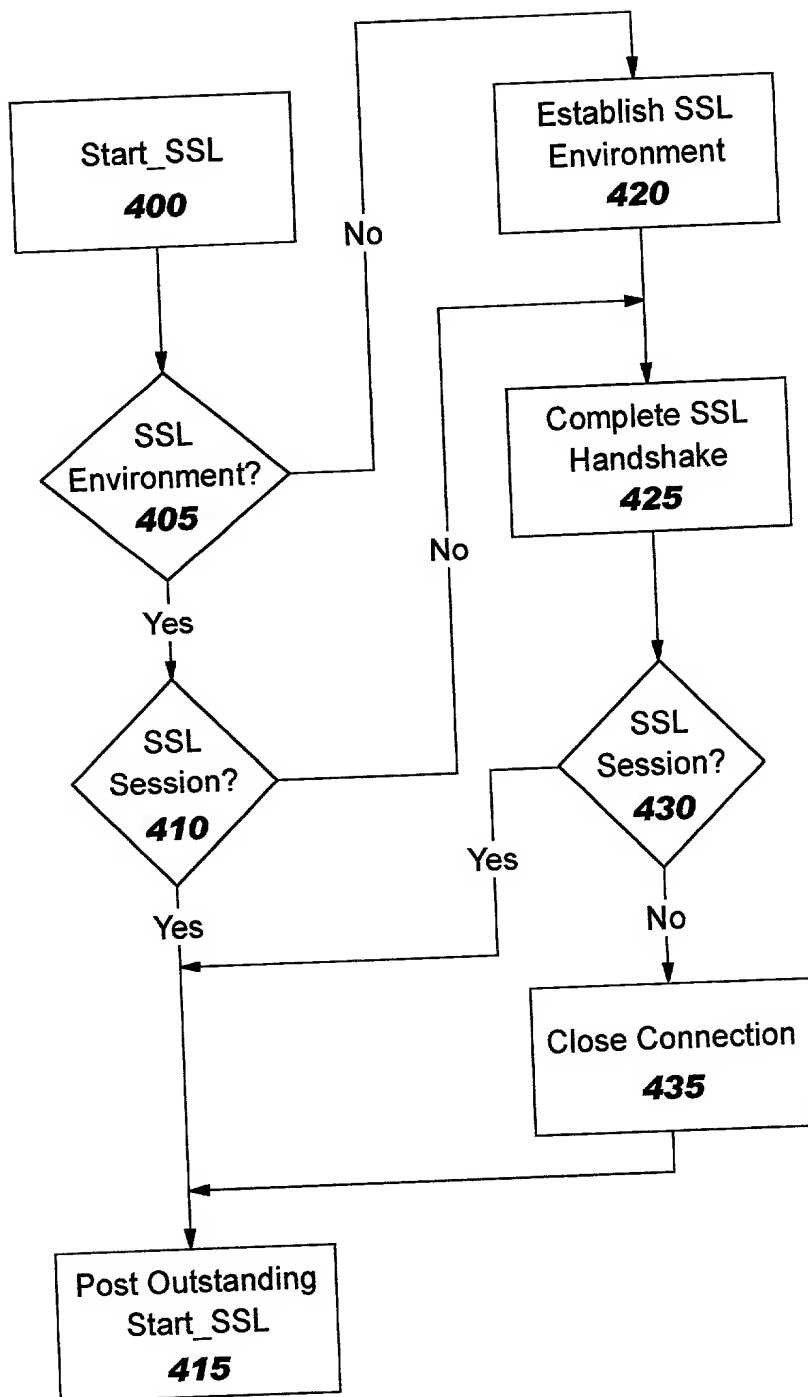 Start_SSL
400
No
Establish SSL
Environment
420
SSL
Environment?
405
Yes
No
Complete SSL
Handshake
425
SSL
Session?
410
Yes
SSL
Session?
430
Yes
No
Close Connection
435
Post Outstanding
Start_SSL
415